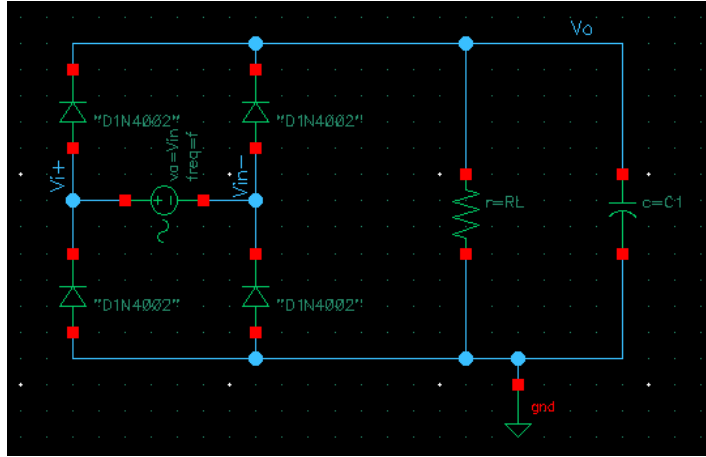 Vo
"D1N4002"
"D1N4002"
va=Vin
freq=f
Vi+
Vin-
r=RL
c=C1
"D1N4002"
"D1N4002"
gnd